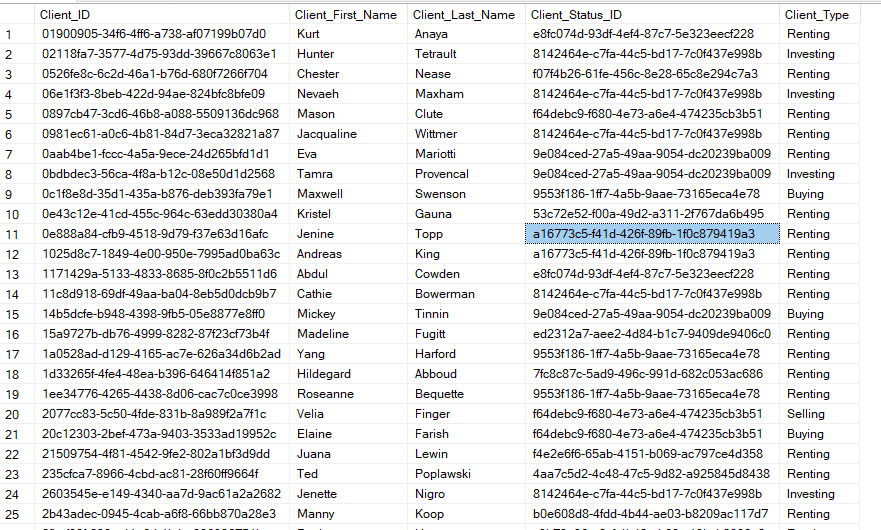 Client_ID Client_First_Name Client_Last_Name Client_Status_ID Client_Type
1 01900905-34f6-4ff6-a738-af07199b07d0 Kurt Anaya e8fc074d-93df-4ef4-87c7-5e323eecf228 Renting
2 02118fa7-3577-4d75-93dd-39667c8063e1 Hunter Tetrault 8142464e-c7fa-44c5-bd17-7c0f437e998b Investing
3 0526fe8c-6c2d-46a1-b76d-680f7266f704 Chester Nease f07f4b26-61fe-456c-8e28-65c8e294c7a3 Renting
4 06e1f3f3-8beb-422d-94ae-824bfc8bfe09 Nevaeh Maxham 8142464e-c7fa-44c5-bd17-7c0f437e998b Investing
5 0897cb47-3cd6-46b8-a088-5509136dc968 Mason Clute f64debc9-f680-4e73-a6e4-474235cb3b51 Renting
6 0981ec61-a0c6-4b81-84d7-3eca32821a87 Jacqualine Wittmer 8142464e-c7fa-44c5-bd17-7c0f437e998b Renting
7 0aab4be1-fccc-4a5a-9ece-24d265bfd1d1 Eva Mariotti 9e084ced-27a5-49aa-9054-dc20239ba009 Renting
8 0bdbdec3-56ca-4f8a-b12c-08e50d1d2568 Tamra Provencal 9e084ced-27a5-49aa-9054-dc20239ba009 Investing
9 0c1f8e8d-35d1-435a-b876-deb393fa79e1 Maxwell Swenson 9553f186-1ff7-4a5b-9aae-73165eca4e78 Buying
10 0e43c12e-41cd-455c-964c-63edd30380a4 Kristel Gauna 53c72e52-f00a-49d2-a311-2f767da6b495 Renting
11 0e888a84-cfb9-4518-9d79-f37e63d16afc Jenine Topp a16773c5-f41d-426f-89fb-1f0c879419a3 Renting
12 1025d8c7-1849-4e00-950e-7995ad0ba63c Andreas King a16773c5-f41d-426f-89fb-1f0c879419a3 Renting
13 1171429a-5133-4833-8685-8f0c2b5511d6 Abdul Cowden e8fc074d-93df-4ef4-87c7-5e323eecf228 Renting
14 11c8d918-69df-49aa-ba04-8eb5d0dcb9b7 Cathie Bowerman 8142464e-c7fa-44c5-bd17-7c0f437e998b Renting
15 14b5dcfe-b948-4398-9fb5-05e8877e8ff0 Mickey Tinnin 9e084ced-27a5-49aa-9054-dc20239ba009 Buying
16 15a9727b-db76-4999-8282-87f23cf73b4f Madeline Fugitt ed2312a7-aee2-4d84-b1c7-9409de9406c0 Renting
17 1a0528ad-d129-4165-ac7e-626a34d6b2ad Yang Harford 9553f186-1ff7-4a5b-9aae-73165eca4e78 Renting
18 1d33265f-4fe4-48ea-b396-646414f851a2 Hildegard Abboud 7fc8c87c-5ad9-496c-991d-682c053ac686 Renting
19 1ee34776-4265-4438-8d06-cac7c0ce3998 Roseanne Bequette 9553f186-1ff7-4a5b-9aae-73165eca4e78 Renting
20 2077cc83-5c50-4fde-831b-8a989f2a7f1c Velia Finger f64debc9-f680-4e73-a6e4-474235cb3b51 Selling
21 20c12303-2bef-473a-9403-3533ad19952c Elaine Farish f64debc9-f680-4e73-a6e4-474235cb3b51 Buying
22 21509754-4f81-4542-9fe2-802a1bf3d9dd Juana Lewin f4e2e6f6-65ab-4151-b069-ac797ce4d358 Renting
23 235cfca7-8966-4cbd-ac81-28f60ff9664f Ted Poplawski 4aa7c5d2-4c48-47c5-9d82-a925845d8438 Renting
24 2603545e-e149-4340-aa7d-9ac61a2a2682 Jenette Nigro 8142464e-c7fa-44c5-bd17-7c0f437e998b Investing
25 2b43adec-0945-4cab-a6f8-66bb870a28e3 Manny Koop b0e608d8-4fdd-4b44-ae03-b8209ac117d7 Renting